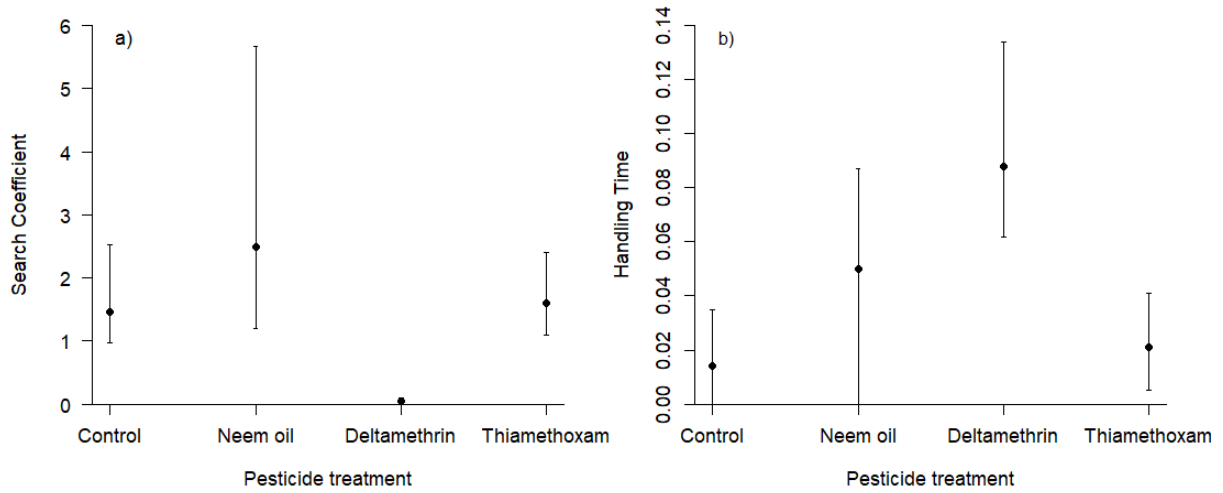 a)
Search Coefficient
6
5
4
3
2
1
0
Control Neem oil Deltamethrin Thiamethoxam
Pesticide treatment
b)
Handling Time
0.14
0.12
0.10
0.08
0.06
0.04
0.02
0.00
Control Neem oil Deltamethrin Thiamethoxam
Pesticide treatment